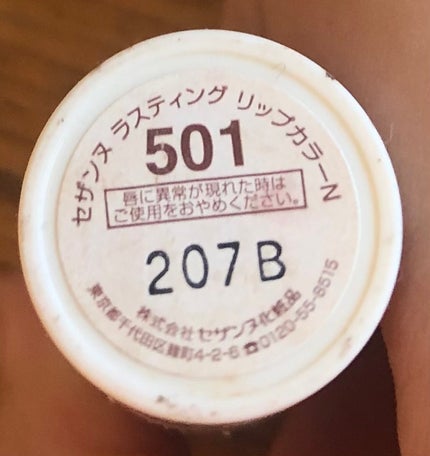 セザンヌ ラスティング リップカラーN
501
唇に異常が現れた時は
ご使用をおやめください。
207B
株式会社 セザンヌ化粧品
東京都千代田区麹町4-2-6 ☎0120-55-8515